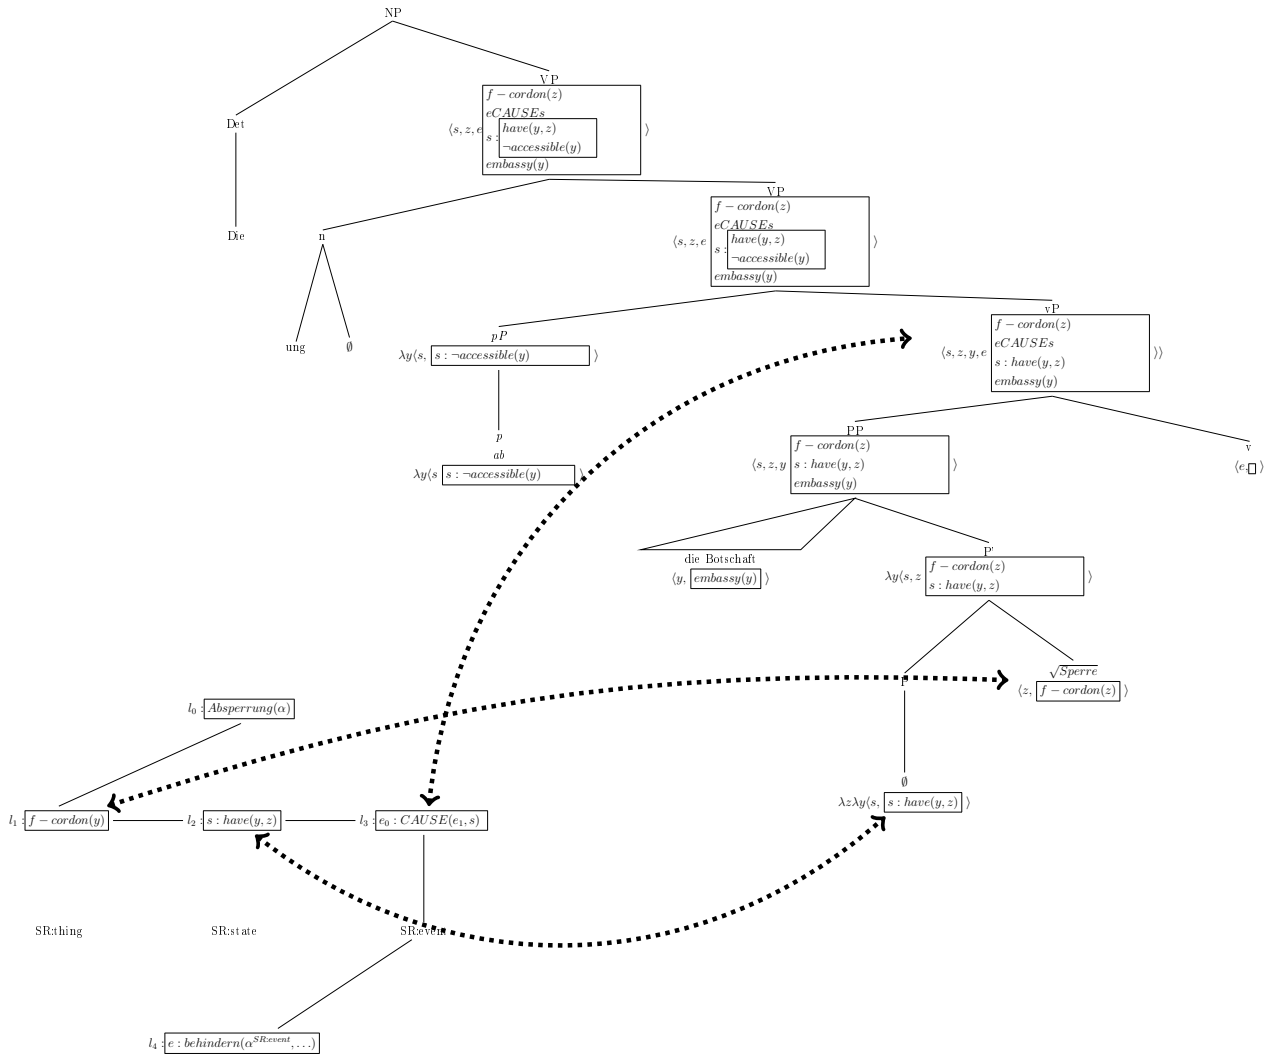 NP
VP
f − cordon(z)
eCAUSEs
⟨s, z, e s : have(y, z) ⟩
¬accessible(y)
embassy(y)
Det
VP
f − cordon(z)
eCAUSEs
⟨s, z, e s : have(y, z) ⟩
¬accessible(y)
embassy(y)
Die
n
ung ∅
vP
f − cordon(z)
eCAUSEs
⟨s, z, y, e s : have(y, z) ⟩⟩
embassy(y)
pP
λy⟨s, s : ¬accessible(y) ⟩
p
ab
λy⟨s s : ¬accessible(y) ⟩
PP
f − cordon(z)
⟨s, z, y s : have(y, z) ⟩
embassy(y)
v
⟨e, ⟩
die Botschaft
⟨y, embassy(y) ⟩
P'
f − cordon(z)
λy⟨s, z s : have(y, z) ⟩
P
√Sperre
⟨z, f − cordon(z) ⟩
l₀ : Absperrung(α)
∅
λzλy⟨s, s : have(y, z) ⟩
l₁ : f − cordon(y) l₂ : s : have(y, z) l₃ : e₀ : CAUSE(e₁, s)
SR:thing SR:state SR:event
l₄ : e : behindern(α^SR:event, . . .)